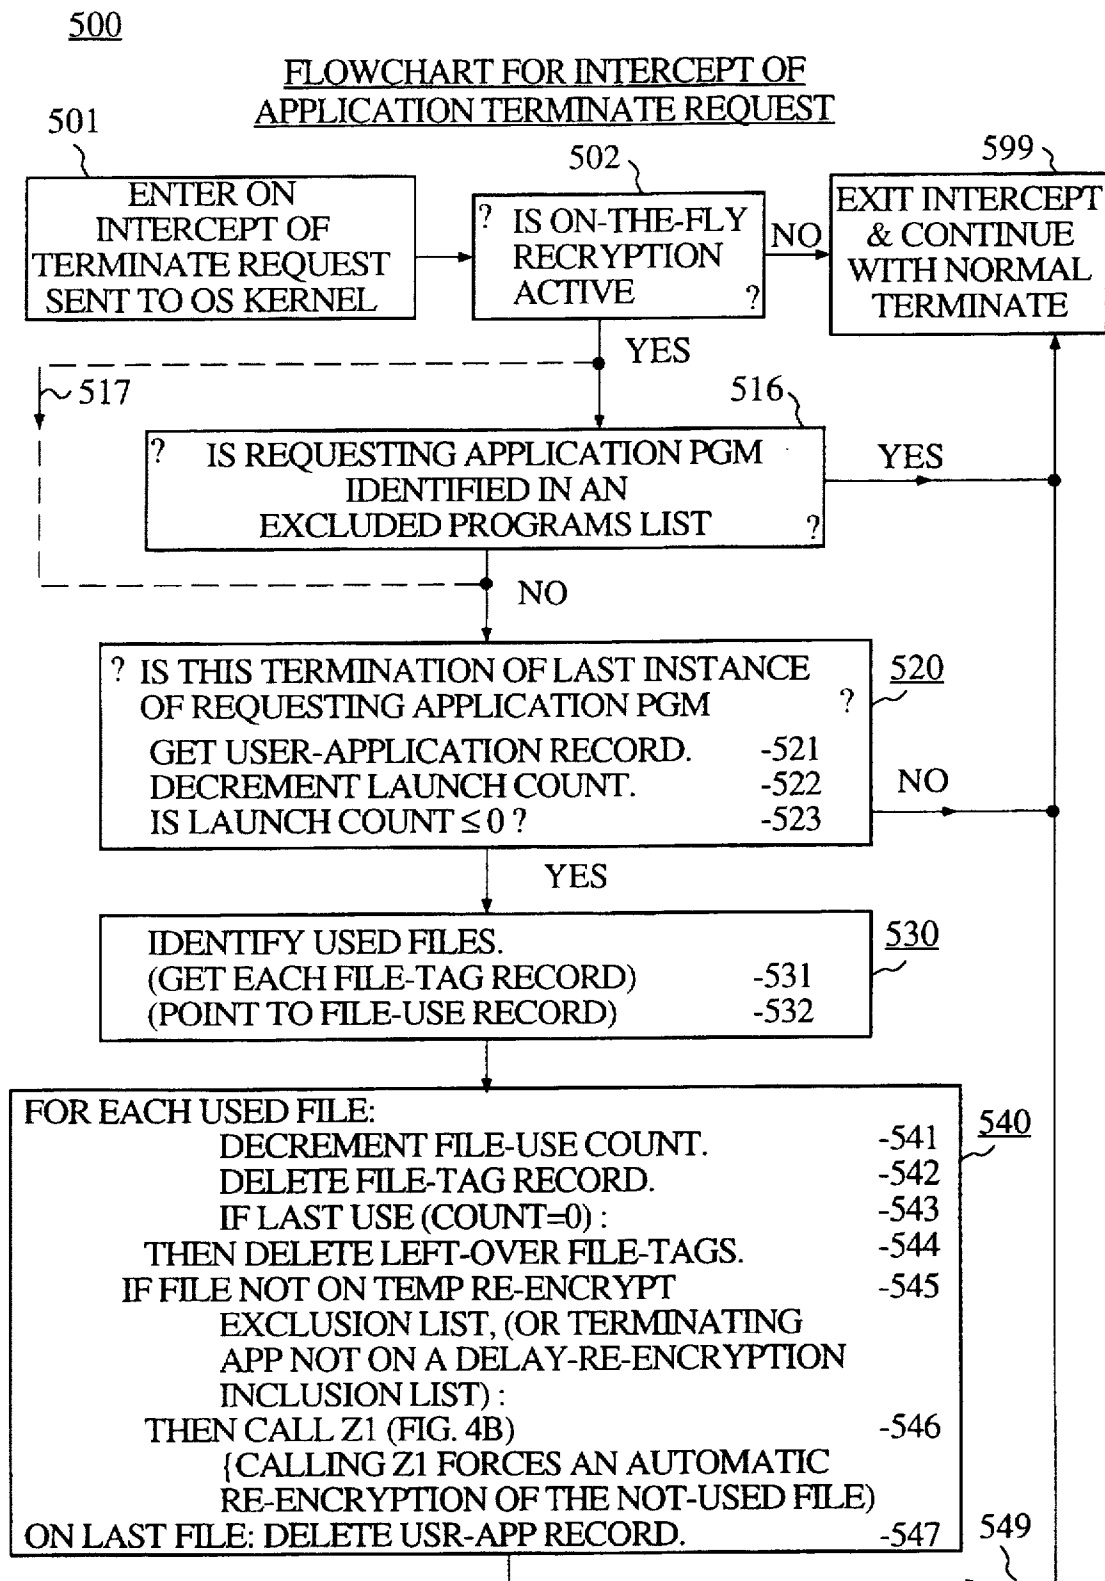 500
FLOWCHART FOR INTERCEPT OF
APPLICATION TERMINATE REQUEST
501
ENTER ON
INTERCEPT OF
TERMINATE REQUEST
SENT TO OS KERNEL
502
? IS ON-THE-FLY
RECRYPTION
ACTIVE ?
NO
599
EXIT INTERCEPT
& CONTINUE
WITH NORMAL
TERMINATE
YES
517
516
? IS REQUESTING APPLICATION PGM
IDENTIFIED IN AN
EXCLUDED PROGRAMS LIST ?
YES
NO
? IS THIS TERMINATION OF LAST INSTANCE
OF REQUESTING APPLICATION PGM ?
520
GET USER-APPLICATION RECORD. -521
DECREMENT LAUNCH COUNT. -522
IS LAUNCH COUNT ≤ 0 ? -523
NO
YES
IDENTIFY USED FILES.
530
(GET EACH FILE-TAG RECORD) -531
(POINT TO FILE-USE RECORD) -532
FOR EACH USED FILE:
540
DECREMENT FILE-USE COUNT. -541
DELETE FILE-TAG RECORD. -542
IF LAST USE (COUNT=0) : -543
THEN DELETE LEFT-OVER FILE-TAGS. -544
IF FILE NOT ON TEMP RE-ENCRYPT -545
EXCLUSION LIST, (OR TERMINATING
APP NOT ON A DELAY-RE-ENCRYPTION
INCLUSION LIST) :
THEN CALL Z1 (FIG. 4B) -546
{CALLING Z1 FORCES AN AUTOMATIC
RE-ENCRYPTION OF THE NOT-USED FILE)
ON LAST FILE: DELETE USR-APP RECORD. -547
549